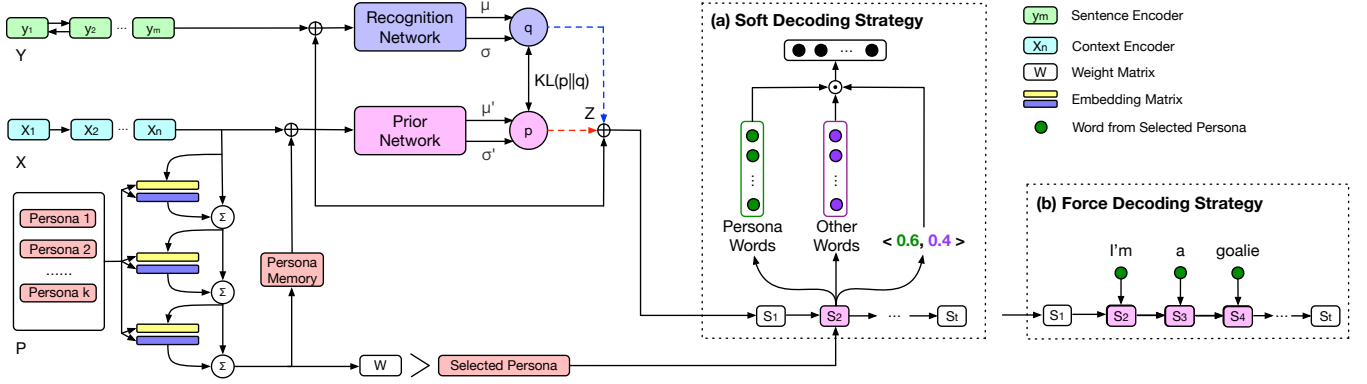 y1
y2
...
ym
Y
Recognition
Network
μ
σ
q
KL(p||q)
X1
X2
...
Xn
X
Prior
Network
μ'
σ'
p
Z
Persona 1
Persona 2
......
Persona k
P
Σ
Σ
Σ
Persona
Memory
W
Selected Persona
(a) Soft Decoding Strategy
...
...
...
Persona
Words
Other
Words
< 0.6, 0.4 >
S1
S2
...
St
ym Sentence Encoder
Xn Context Encoder
W Weight Matrix
Embedding Matrix
Word from Selected Persona
(b) Force Decoding Strategy
I'm a goalie
S1
S2
S3
S4
...
St